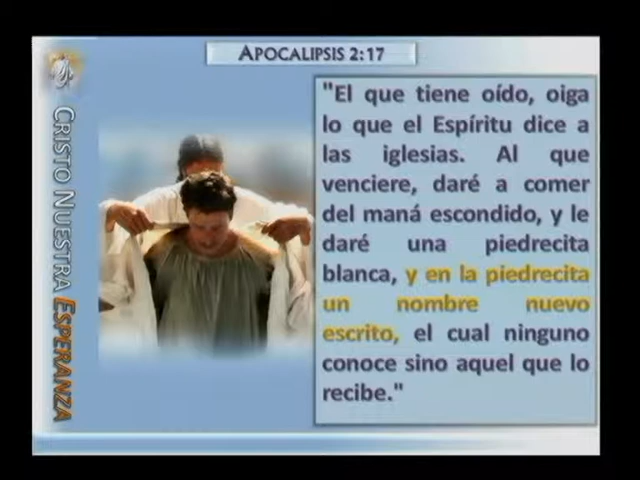 APOCALIPSIS 2:17
"El que tiene oído, oiga
lo que el Espíritu dice a
las iglesias. Al que
venciere, daré a comer
del maná escondido, y le
daré una piedrecita
blanca, y en la piedrecita
un nombre nuevo
escrito, el cual ninguno
conoce sino aquel que lo
recibe."
CRISTO NUESTRA ESPERANZA